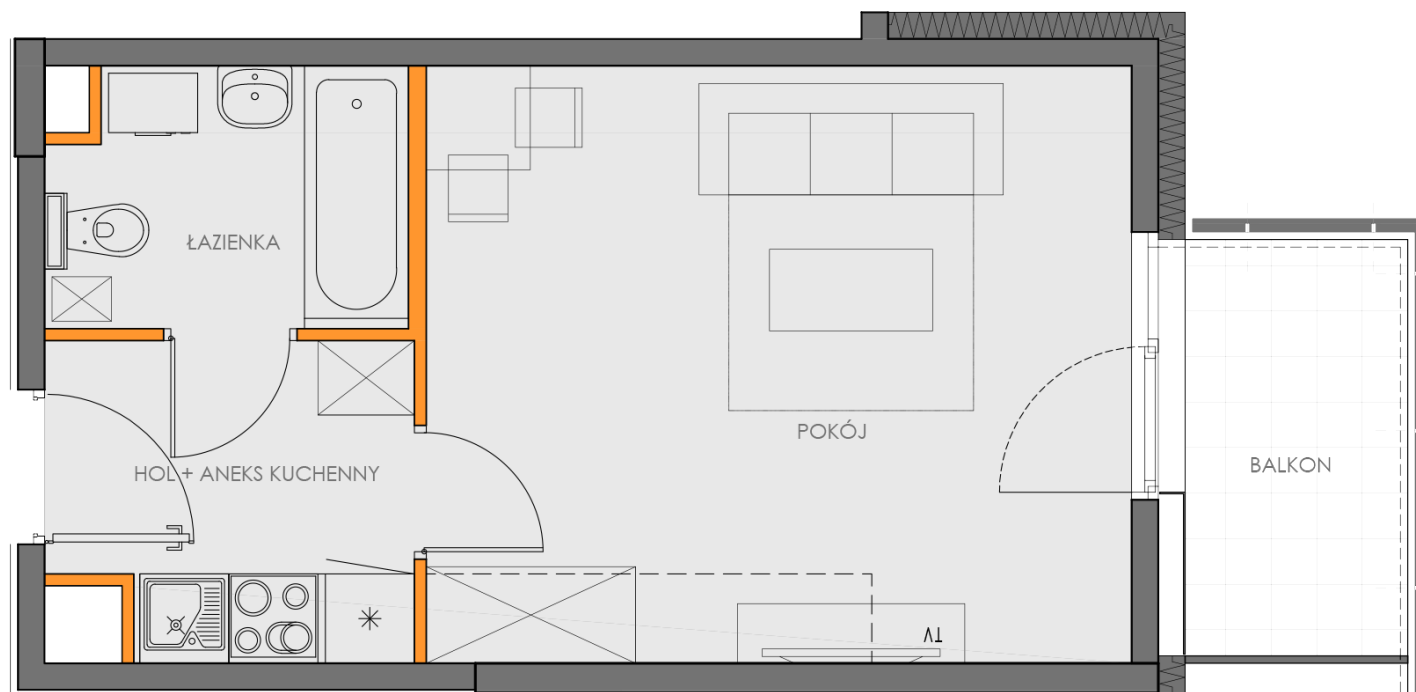 ŁAZIENKA
POKÓJ
HOL + ANEKS KUCHENNY
BALKON
TV